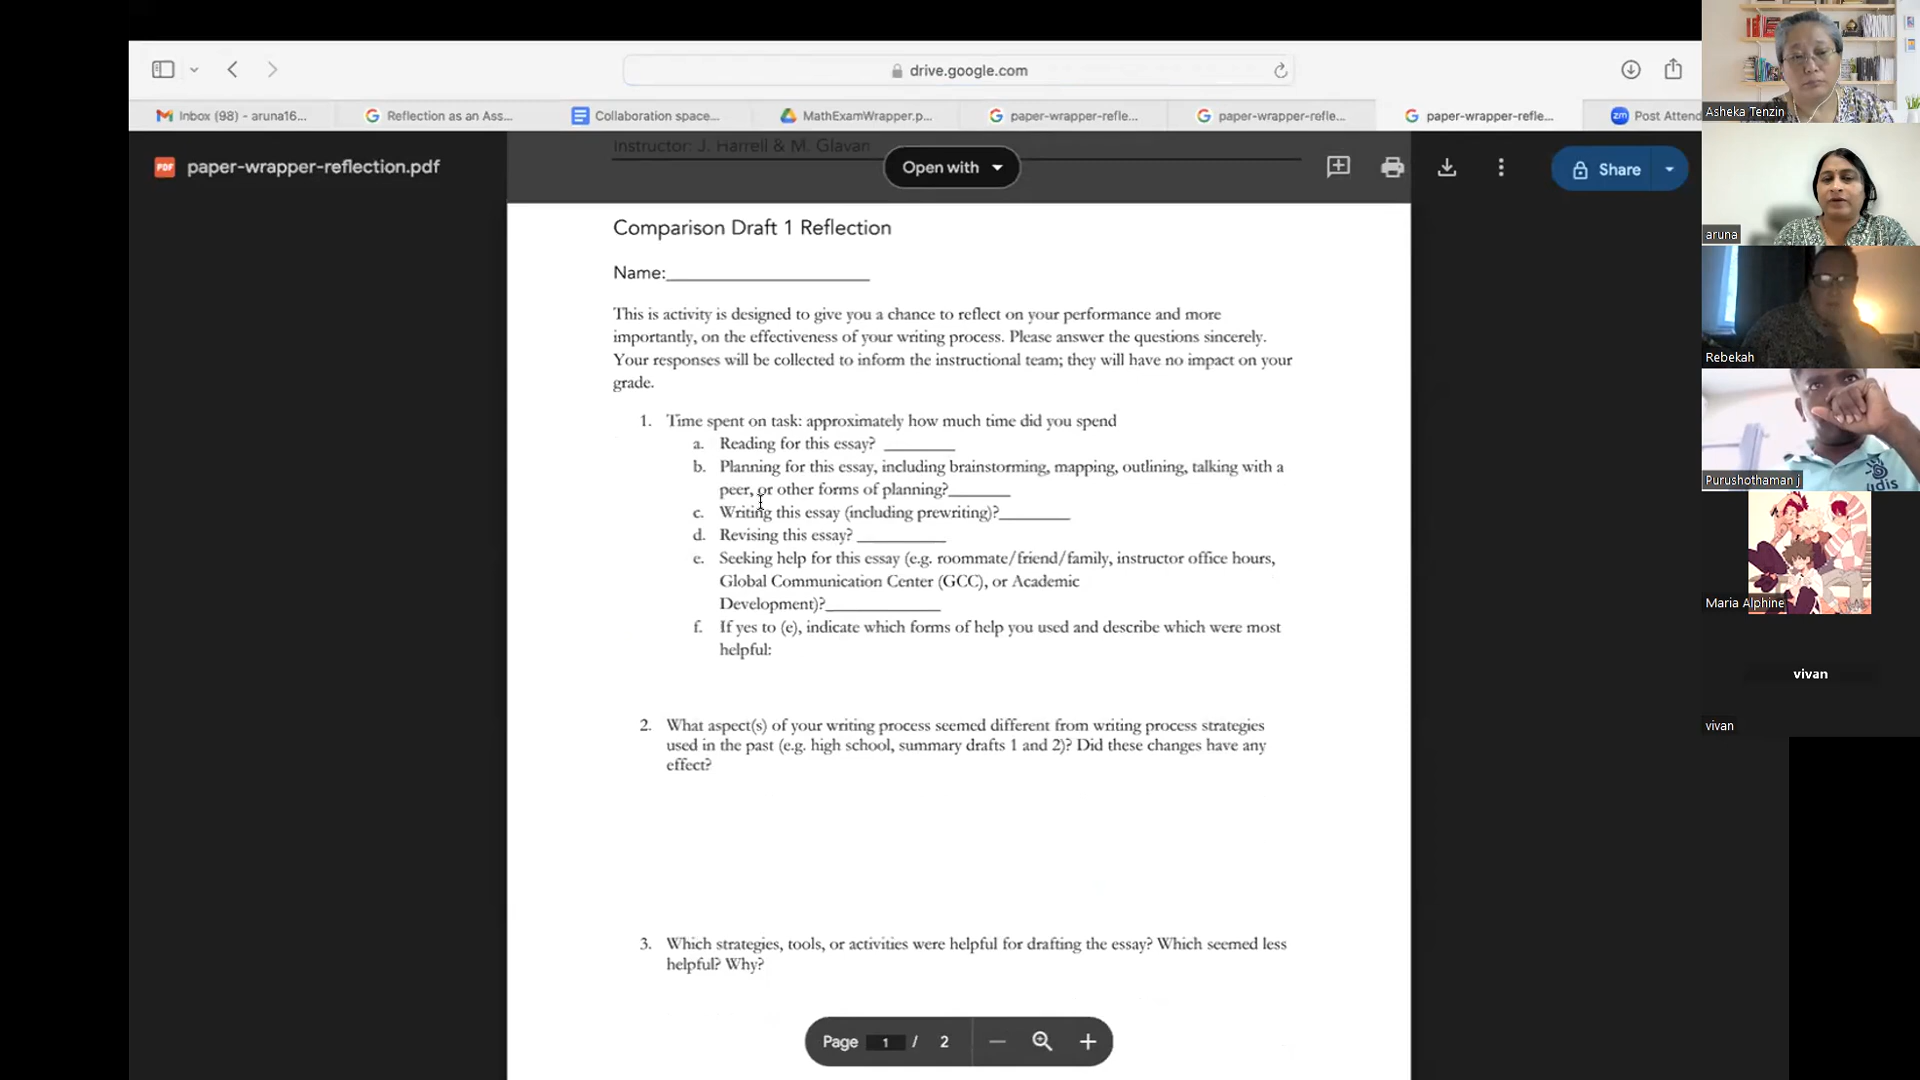 drive.google.com
Inbox (98) - aruna16...
Reflection as an Ass...
Collaboration space...
MathExamWrapper.p...
paper-wrapper-refle...
paper-wrapper-refle...
paper-wrapper-refle...
zm Post Attend
PDF paper-wrapper-reflection.pdf
Instructor: J. Harrell & M. Glavan
Open with
Share
Comparison Draft 1 Reflection
Name:____________________
This is activity is designed to give you a chance to reflect on your performance and more
importantly, on the effectiveness of your writing process. Please answer the questions sincerely.
Your responses will be collected to inform the instructional team; they will have no impact on your
grade.
1. Time spent on task: approximately how much time did you spend
a. Reading for this essay? ________
b. Planning for this essay, including brainstorming, mapping, outlining, talking with a
peer, or other forms of planning?_______
c. Writing this essay (including prewriting)?________
d. Revising this essay? __________
e. Seeking help for this essay (e.g. roommate/friend/family, instructor office hours,
Global Communication Center (GCC), or Academic
Development)?_____________
f. If yes to (e), indicate which forms of help you used and describe which were most
helpful:
2. What aspect(s) of your writing process seemed different from writing process strategies
used in the past (e.g. high school, summary drafts 1 and 2)? Did these changes have any
effect?
3. Which strategies, tools, or activities were helpful for drafting the essay? Which seemed less
helpful? Why?
Page 1 / 2
Asheka Tenzin
aruna
Rebekah
Purushothaman j
Maria Alphine
vivan
vivan